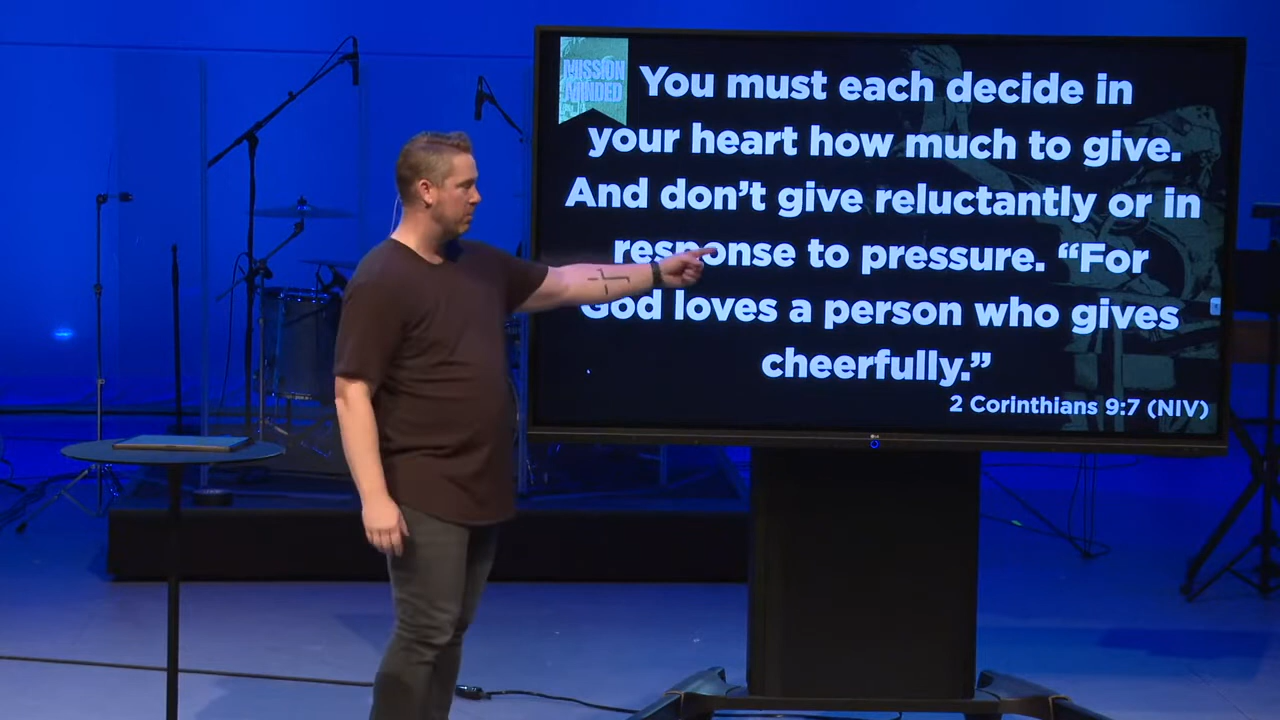 MISSION
MINDED
You must each decide in
your heart how much to give.
And don’t give reluctantly or in
response to pressure. “For
God loves a person who gives
cheerfully.”
2 Corinthians 9:7 (NIV)
LG